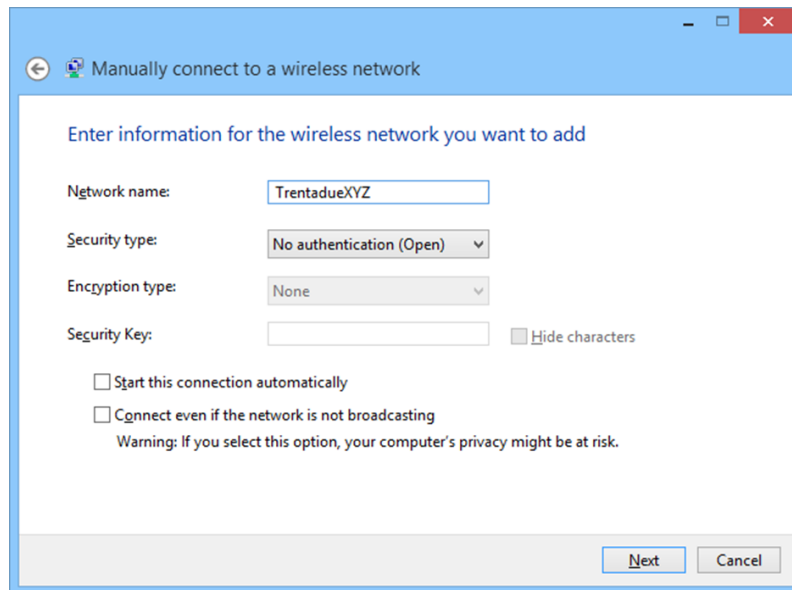 Manually connect to a wireless network
Enter information for the wireless network you want to add
Network name: TrentadueXYZ
Security type: No authentication (Open)
Encryption type: None
Security Key: Hide characters
Start this connection automatically
Connect even if the network is not broadcasting
Warning: If you select this option, your computer's privacy might be at risk.
Next Cancel